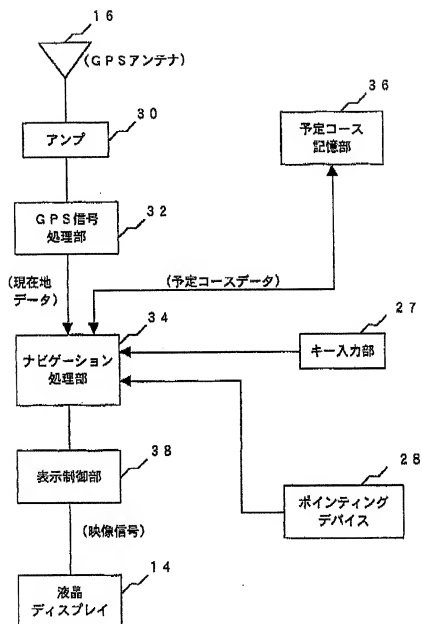 １６
（ＧＰＳアンテナ）
３０
アンプ
３６
予定コース
記憶部
３２
ＧＰＳ信号
処理部
（現在地
データ）
（予定コースデータ）
３４
ナビゲーション
処理部
２７
キー入力部
３８
表示制御部
２８
ポインティング
デバイス
（映像信号）
１４
液晶
ディスプレイ